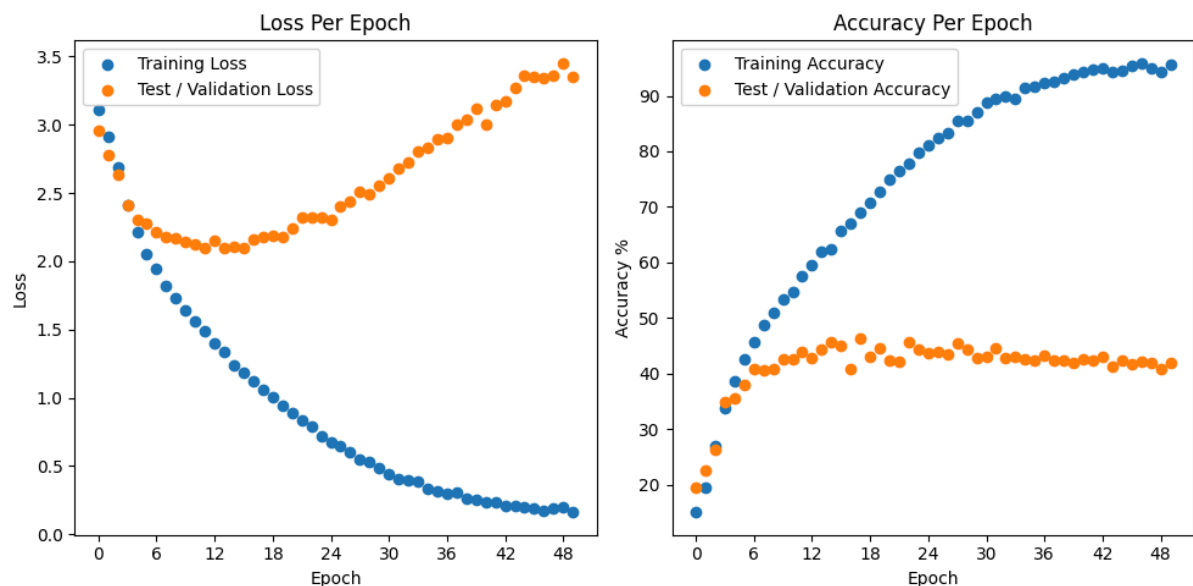 Loss Per Epoch
Training Loss
Test / Validation Loss
3.5
3.0
2.5
2.0
1.5
1.0
0.5
0.0
Loss
0 6 12 18 24 30 36 42 48
Epoch
Accuracy Per Epoch
Training Accuracy
Test / Validation Accuracy
90
80
70
60
50
40
30
20
Accuracy %
0 6 12 18 24 30 36 42 48
Epoch